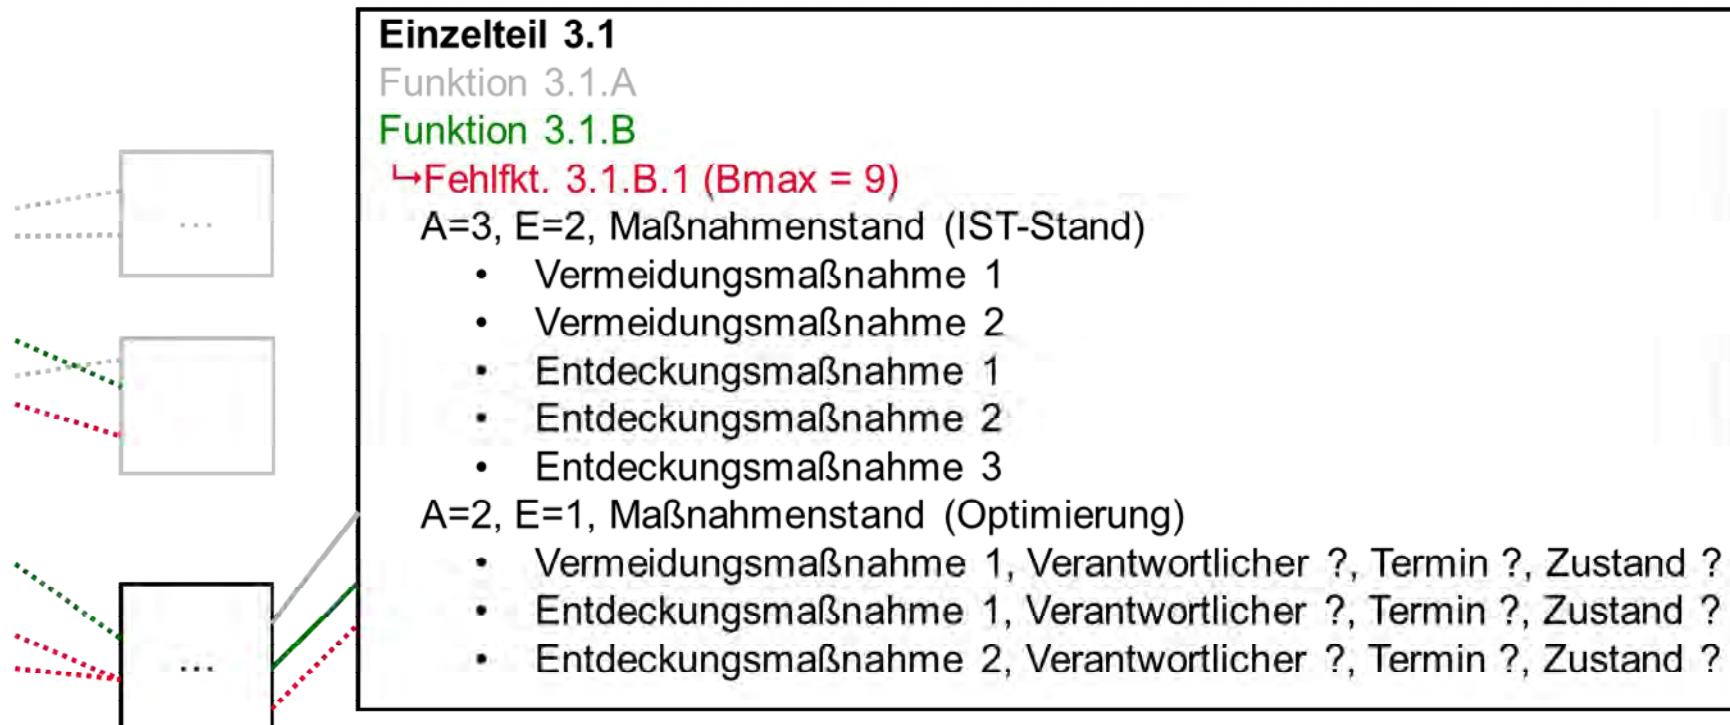 Einzelteil 3.1
Funktion 3.1.A
Funktion 3.1.B
↪Fehlfkt. 3.1.B.1 (Bmax = 9)
A=3, E=2, Maßnahmenstand (IST-Stand)
• Vermeidungsmaßnahme 1
• Vermeidungsmaßnahme 2
• Entdeckungsmaßnahme 1
• Entdeckungsmaßnahme 2
• Entdeckungsmaßnahme 3
A=2, E=1, Maßnahmenstand (Optimierung)
• Vermeidungsmaßnahme 1, Verantwortlicher ?, Termin ?, Zustand ?
• Entdeckungsmaßnahme 1, Verantwortlicher ?, Termin ?, Zustand ?
• Entdeckungsmaßnahme 2, Verantwortlicher ?, Termin ?, Zustand ?
...
...